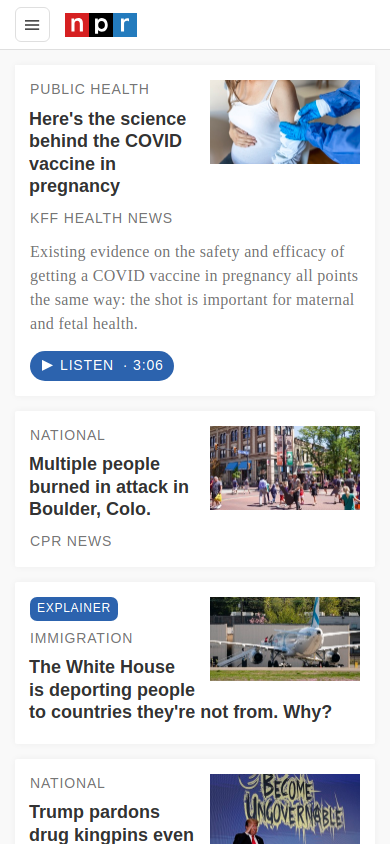 npr
PUBLIC HEALTH
Here's the science
behind the COVID
vaccine in
pregnancy
KFF HEALTH NEWS
Existing evidence on the safety and efficacy of
getting a COVID vaccine in pregnancy all points
the same way: the shot is important for maternal
and fetal health.
LISTEN · 3:06
NATIONAL
Multiple people
burned in attack in
Boulder, Colo.
CPR NEWS
EXPLAINER
IMMIGRATION
The White House
is deporting people
to countries they're not from. Why?
NATIONAL
Trump pardons
drug kingpins even
BECOME
UNGOVERNABLE